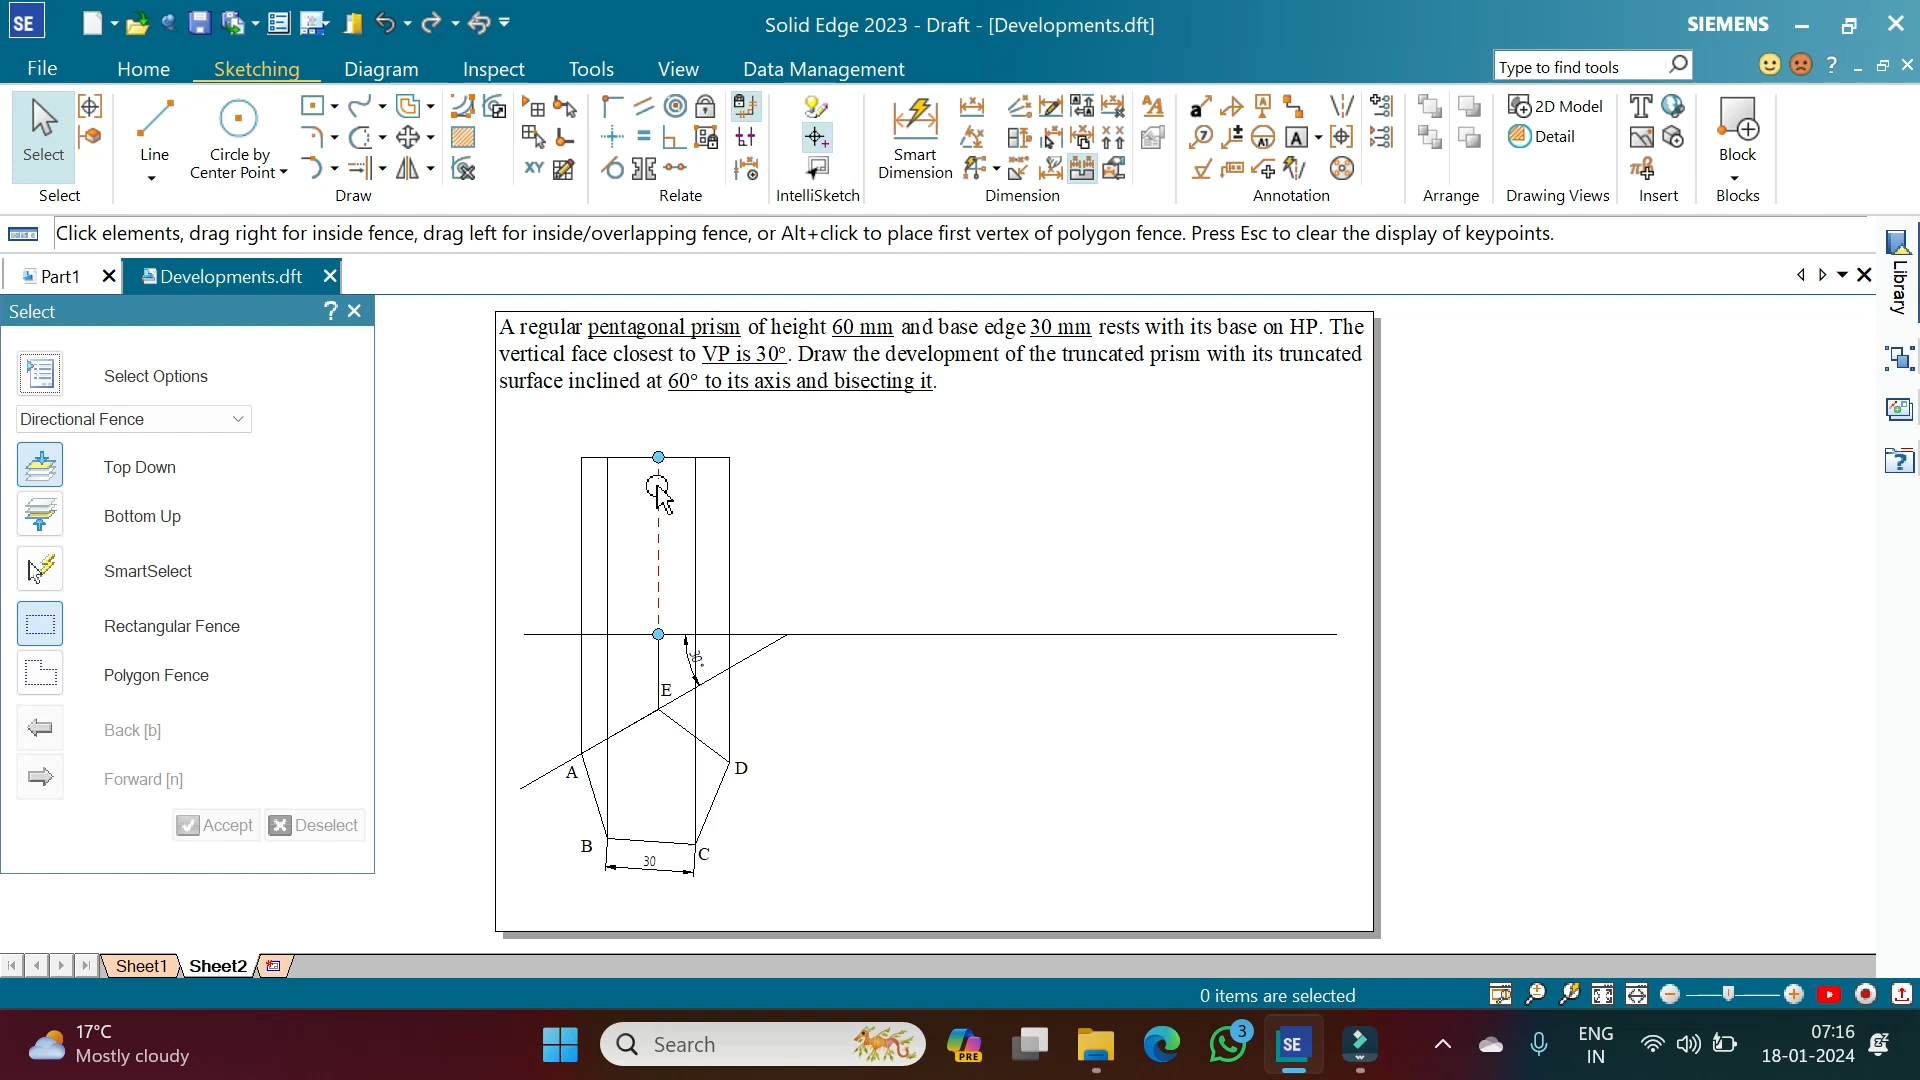 SE
Solid Edge 2023 - Draft - [Developments.dft]
SIEMENS
File
Home
Sketching
Diagram
Inspect
Tools
View
Data Management
Type to find tools
?
Select
Line
Circle by
Center Point
XY
Smart
Dimension
2D Model
Detail
Block
Select
Draw
Relate
IntelliSketch
Dimension
Annotation
Arrange
Drawing Views
Insert
Blocks
Click elements, drag right for inside fence, drag left for inside/overlapping fence, or Alt+click to place first vertex of polygon fence. Press Esc to clear the display of keypoints.
Part1
Developments.dft
Library
Select
?
Select Options
Directional Fence
Top Down
Bottom Up
SmartSelect
Rectangular Fence
Polygon Fence
Back [b]
Forward [n]
Accept
Deselect
A regular pentagonal prism of height 60 mm and base edge 30 mm rests with its base on HP. The
vertical face closest to VP is 30°. Draw the development of the truncated prism with its truncated
surface inclined at 60° to its axis and bisecting it.
30°
E
A
D
B
C
30
Sheet1
Sheet2
0 items are selected
17°C
Mostly cloudy
Search
PRE
3
SE
ENG
IN
07:16
18-01-2024